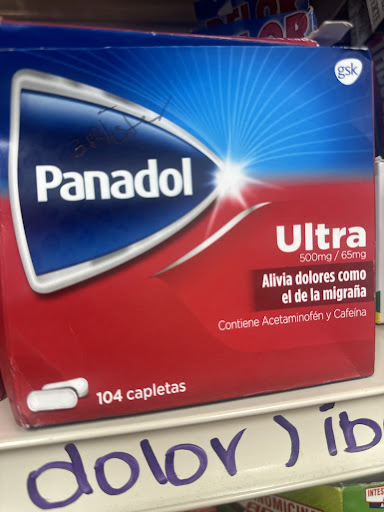 gsk
Panadol
Ultra
500mg / 65mg
Alivia dolores como
el de la migraña
Contiene Acetaminofén y Cafeína
104 capletas
dolor) ib